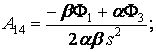 A₁₄ = (−βΦ₁ + αΦ₃) / (2αβs²);